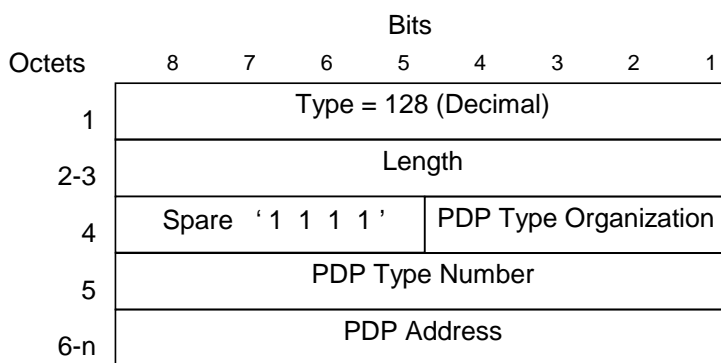 Bits
Octets 8 7 6 5 4 3 2 1
1 Type = 128 (Decimal)
2-3 Length
4 Spare ‘ 1 1 1 1 ’ PDP Type Organization
5 PDP Type Number
6-n PDP Address